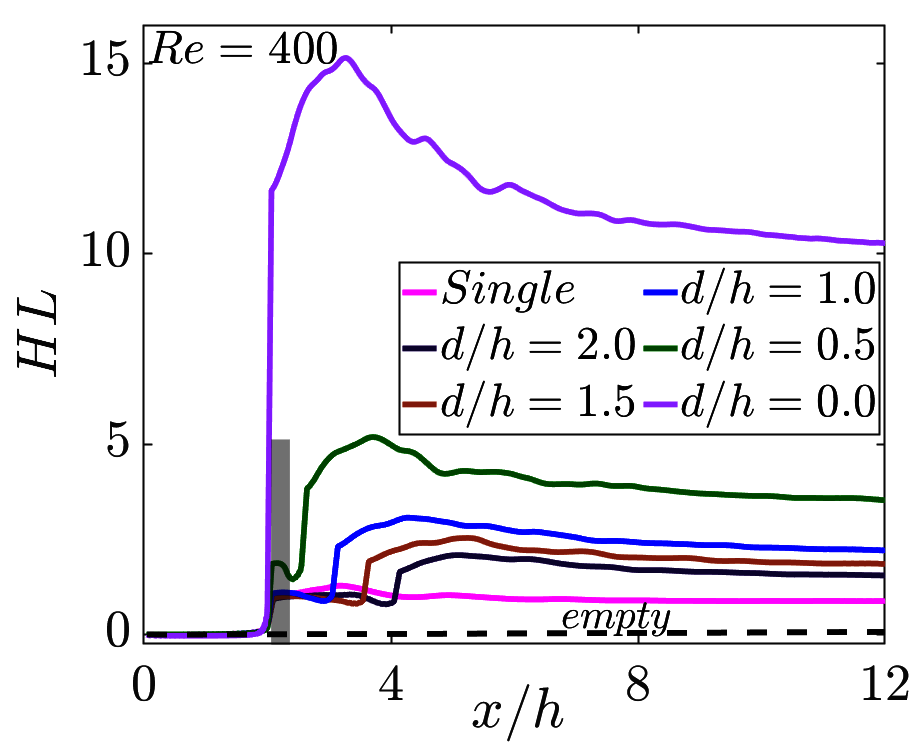 Re = 400
15
10
5
0
HL
Single
d/h = 2.0
d/h = 1.5
d/h = 1.0
d/h = 0.5
d/h = 0.0
empty
0 4 8 12
x/h